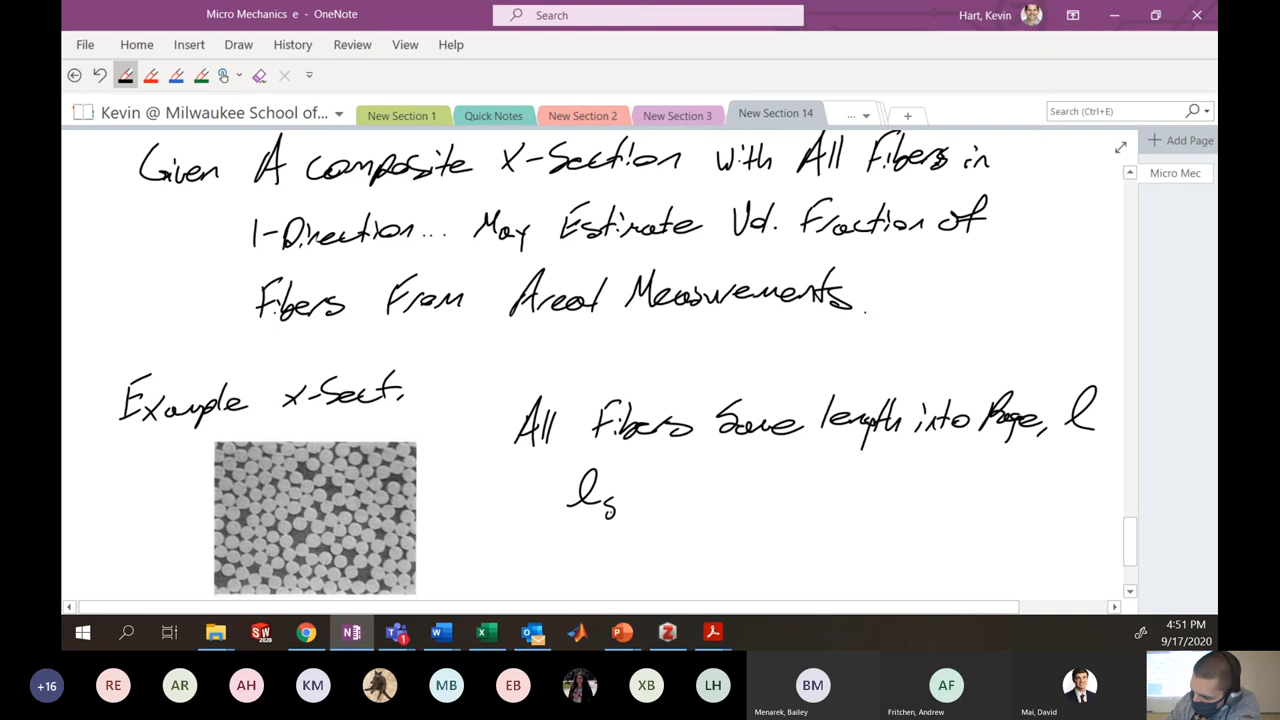 Micro Mechanics e - OneNote
Search
Hart, Kevin
File Home Insert Draw History Review View Help
Kevin @ Milwaukee School of...
New Section 1
Quick Notes
New Section 2
New Section 3
New Section 14
...
Search (Ctrl+E)
Add Page
Micro Mec
Given A composite X-Section with All Fibers in
1-Direction... May Estimate Vol. Fraction of
Fibers From Areal Measurements.
Example x-Sect.
All Fibers Same length into Page, l
l
4:51 PM
9/17/2020
+16
RE
AR
AH
KM
MB
EB
XB
LH
BM
Menarek, Bailey
AF
Fritchen, Andrew
Mai, David